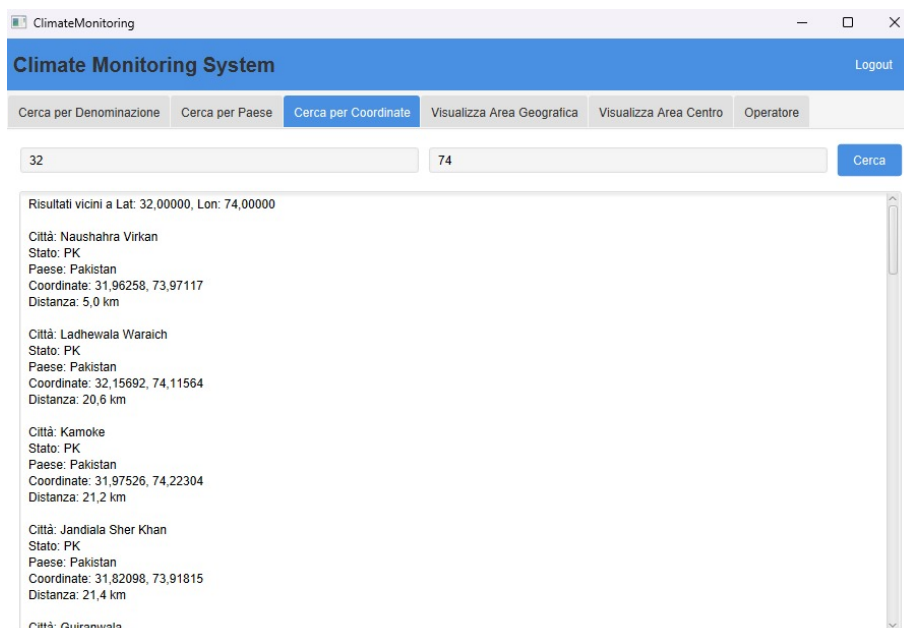 ClimateMonitoring
Climate Monitoring System
Logout
Cerca per Denominazione Cerca per Paese Cerca per Coordinate Visualizza Area Geografica Visualizza Area Centro Operatore
32 74 Cerca
Risultati vicini a Lat: 32,00000, Lon: 74,00000
Città: Naushahra Virkan
Stato: PK
Paese: Pakistan
Coordinate: 31,96258, 73,97117
Distanza: 5,0 km
Città: Ladhewala Waraich
Stato: PK
Paese: Pakistan
Coordinate: 32,15692, 74,11564
Distanza: 20,6 km
Città: Kamoke
Stato: PK
Paese: Pakistan
Coordinate: 31,97526, 74,22304
Distanza: 21,2 km
Città: Jandiala Sher Khan
Stato: PK
Paese: Pakistan
Coordinate: 31,82098, 73,91815
Distanza: 21,4 km
Città: Gujranwala